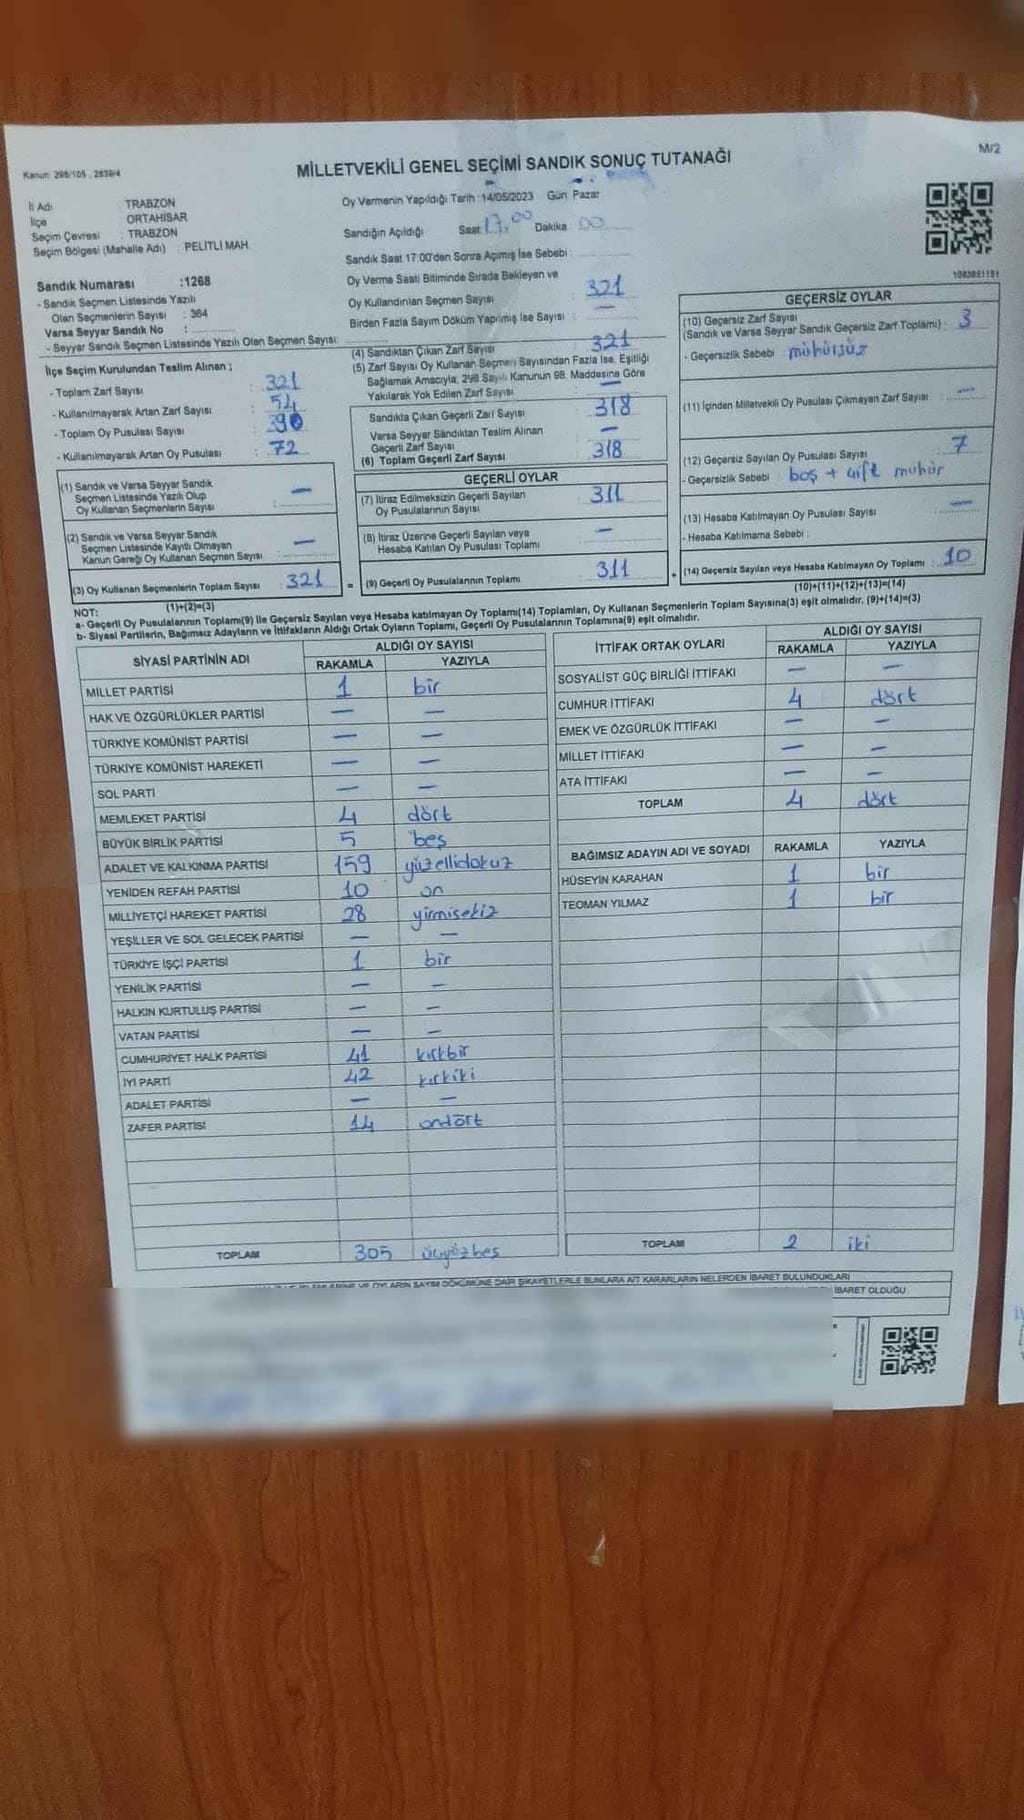 Kanun: 298/105 , 2839/4
MİLLETVEKİLİ GENEL SEÇİMİ SANDIK SONUÇ TUTANAĞI
M/2
İl Adı TRABZON
İlçe ORTAHİSAR
Seçim Çevresi : TRABZON
Seçim Bölgesi (Mahalle Adı) : PELİTLİ MAH.
Oy Vermenin Yapıldığı Tarih :14/05/2023 Gün: Pazar
Sandığın Açıldığı Saat 17.00 Dakika 00
Sandık Saat 17:00'den Sonra Açılmış İse Sebebi :
Oy Verme Saati Bitiminde Sırada Bekleyen ve
Oy Kullandırılan Seçmen Sayısı : 321
Birden Fazla Sayım Döküm Yapılmış İse Sayısı : —
1083851151
Sandık Numarası :1268
- Sandık Seçmen Listesinde Yazılı
Olan Seçmenlerin Sayısı : 364
Varsa Seyyar Sandık No :
- Seyyar Sandık Seçmen Listesinde Yazılı Olan Seçmen Sayısı:
İlçe Seçim Kurulundan Teslim Alınan ;
- Toplam Zarf Sayısı : 321
- Kullanılmayarak Artan Zarf Sayısı : 54
- Toplam Oy Pusulası Sayısı : 390
- Kullanılmayarak Artan Oy Pusulası : 72
(4) Sandıktan Çıkan Zarf Sayısı 321
(5) Zarf Sayısı Oy Kullanan Seçmen Sayısından Fazla İse, Eşitliği
Sağlamak Amacıyla, 298 Sayılı Kanunun 98. Maddesine Göre
Yakılarak Yok Edilen Zarf Sayısı —
Sandıkta Çıkan Geçerli Zarf Sayısı 318
Varsa Seyyar Sandıktan Teslim Alınan
Geçerli Zarf Sayısı —
(6) Toplam Geçerli Zarf Sayısı 318
GEÇERSİZ OYLAR
(10) Geçersiz Zarf Sayısı
(Sandık ve Varsa Seyyar Sandık Geçersiz Zarf Toplamı) : 3
- Geçersizlik Sebebi : mühürsüz
(11) İçinden Milletvekili Oy Pusulası Çıkmayan Zarf Sayısı : —
(12) Geçersiz Sayılan Oy Pusulası Sayısı : 7
- Geçersizlik Sebebi : boş + çift mühür
(13) Hesaba Katılmayan Oy Pusulası Sayısı : —
- Hesaba Katılmama Sebebi :
(14) Geçersiz Sayılan veya Hesaba Katılmayan Oy Toplamı : 10
(10)+(11)+(12)+(13)=(14)
(1) Sandık ve Varsa Seyyar Sandık
Seçmen Listesinde Yazılı Olup
Oy Kullanan Seçmenlerin Sayısı —
(2) Sandık ve Varsa Seyyar Sandık
Seçmen Listesinde Kayıtlı Olmayan
Kanun Gereği Oy Kullanan Seçmen Sayısı —
(3) Oy Kullanan Seçmenlerin Toplam Sayısı 321
(1)+(2)=(3)
GEÇERLİ OYLAR
(7) İtiraz Edilmeksizin Geçerli Sayılan
Oy Pusulalarının Sayısı 311
(8) İtiraz Üzerine Geçerli Sayılan veya
Hesaba Katılan Oy Pusulası Toplamı —
= (9) Geçerli Oy Pusulalarının Toplamı 311 +
NOT:
a- Geçerli Oy Pusulalarının Toplamı(9) ile Geçersiz Sayılan veya Hesaba katılmayan Oy Toplamı(14) Toplamları, Oy Kullanan Seçmenlerin Toplam Sayısına(3) eşit olmalıdır. (9)+(14)=(3)
b- Siyasi Partilerin, Bağımsız Adayların ve İttifakların Aldığı Ortak Oyların Toplamı, Geçerli Oy Pusulalarının Toplamına(9) eşit olmalıdır.
SİYASİ PARTİNİN ADI ALDIĞI OY SAYISI
RAKAMLA YAZIYLA
MİLLET PARTİSİ 1 bir
HAK VE ÖZGÜRLÜKLER PARTİSİ — —
TÜRKİYE KOMÜNİST PARTİSİ — —
TÜRKİYE KOMÜNİST HAREKETİ — —
SOL PARTİ — —
MEMLEKET PARTİSİ 4 dört
BÜYÜK BİRLİK PARTİSİ 5 beş
ADALET VE KALKINMA PARTİSİ 159 yüzellidokuz
YENİDEN REFAH PARTİSİ 10 on
MİLLİYETÇİ HAREKET PARTİSİ 28 yirmisekiz
YEŞİLLER VE SOL GELECEK PARTİSİ — —
TÜRKİYE İŞÇİ PARTİSİ 1 bir
YENİLİK PARTİSİ — —
HALKIN KURTULUŞ PARTİSİ — —
VATAN PARTİSİ — —
CUMHURİYET HALK PARTİSİ 41 kırkbir
İYİ PARTİ 42 kırkiki
ADALET PARTİSİ — —
ZAFER PARTİSİ 14 ondört
TOPLAM 305 üçyüzbeş
İTTİFAK ORTAK OYLARI ALDIĞI OY SAYISI
RAKAMLA YAZIYLA
SOSYALİST GÜÇ BİRLİĞİ İTTİFAKI — —
CUMHUR İTTİFAKI 4 dört
EMEK VE ÖZGÜRLÜK İTTİFAKI — —
MİLLET İTTİFAKI — —
ATA İTTİFAKI — —
TOPLAM 4 dört
BAĞIMSIZ ADAYIN ADI VE SOYADI RAKAMLA YAZIYLA
HÜSEYİN KARAHAN 1 bir
TEOMAN YILMAZ 1 bir
TOPLAM 2 iki
OYLARIN SAYIM DÖKÜMÜNE DAİR ŞİKAYETLERLE BUNLARA AİT KARARLARIN NELERDEN İBARET BULUNDUKLARI
İBARET OLDUĞU